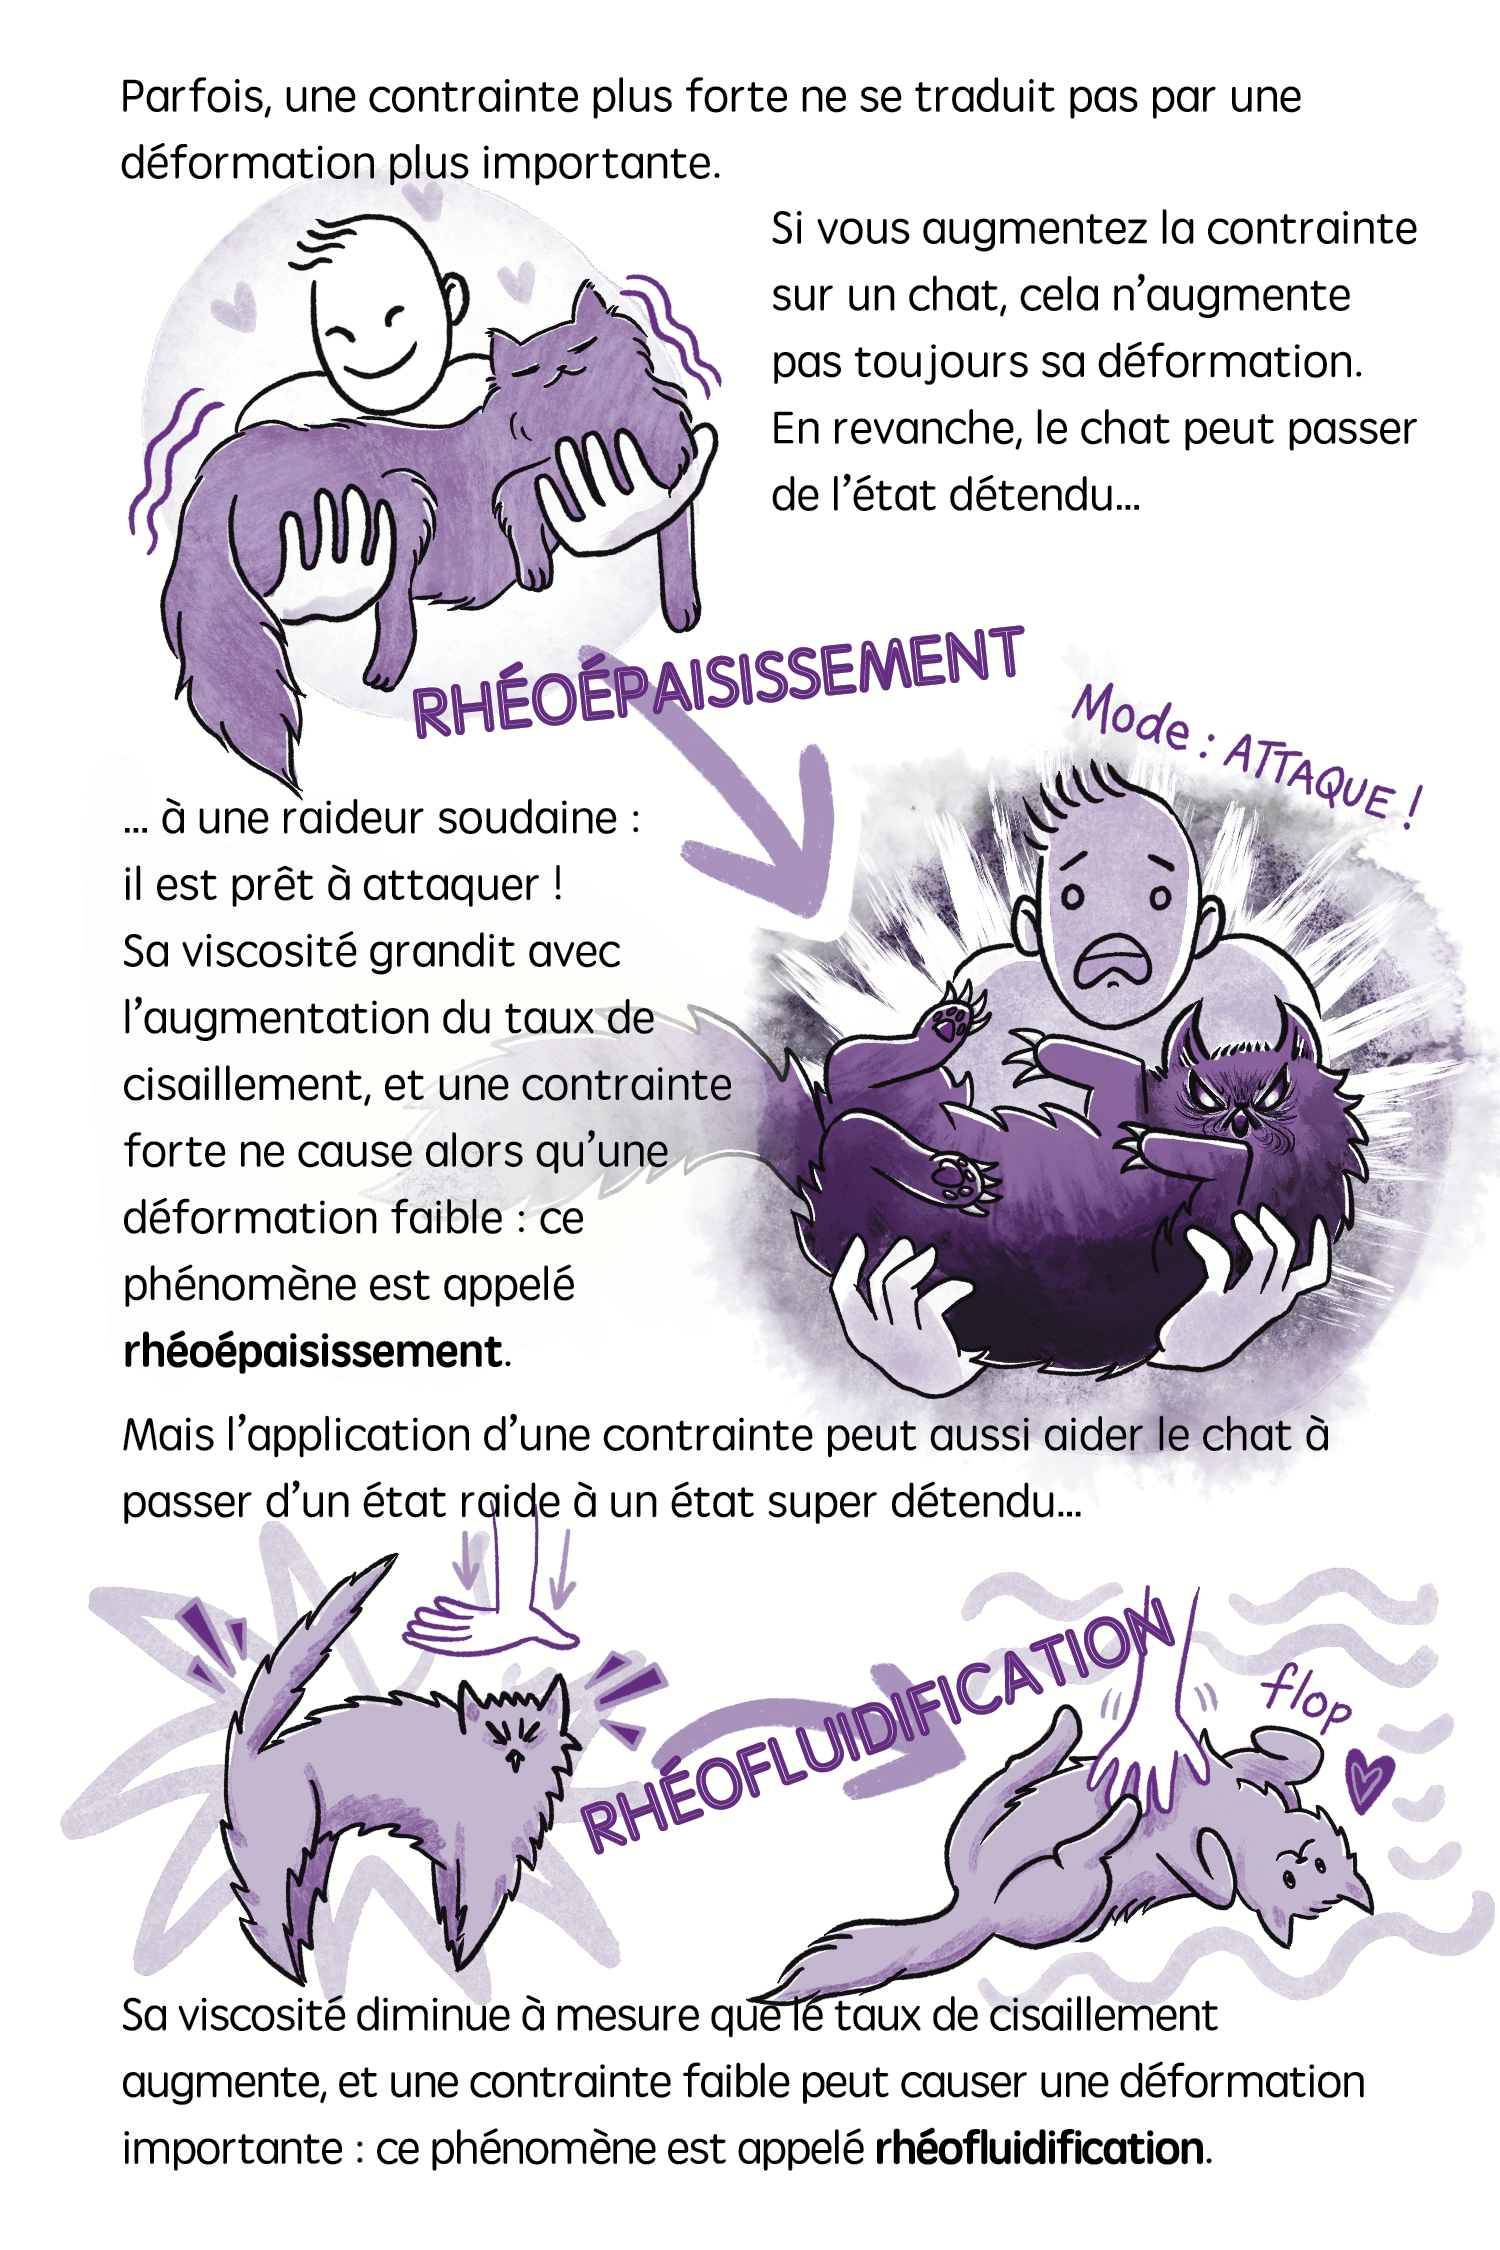 Parfois, une contrainte plus forte ne se traduit pas par une
déformation plus importante.
Si vous augmentez la contrainte
sur un chat, cela n’augmente
pas toujours sa déformation.
En revanche, le chat peut passer
de l’état détendu...
RHÉOÉPAISISSEMENT
Mode : ATTAQUE !
... à une raideur soudaine :
il est prêt à attaquer !
Sa viscosité grandit avec
l’augmentation du taux de
cisaillement, et une contrainte
forte ne cause alors qu’une
déformation faible : ce
phénomène est appelé
rhéoépaisissement.
Mais l’application d’une contrainte peut aussi aider le chat à
passer d’un état raide à un état super détendu...
RHÉOFLUIDIFICATION
flop
Sa viscosité diminue à mesure que le taux de cisaillement
augmente, et une contrainte faible peut causer une déformation
importante : ce phénomène est appelé rhéofluidification.